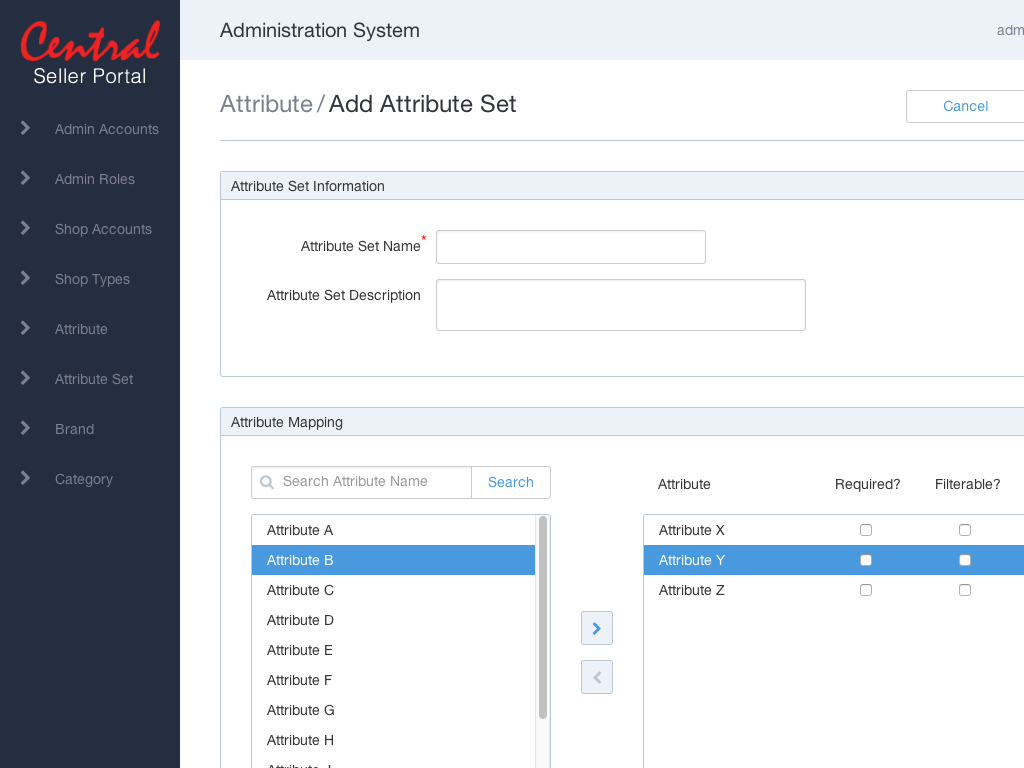 Central
Seller Portal
Admin Accounts
Admin Roles
Shop Accounts
Shop Types
Attribute
Attribute Set
Brand
Category
Administration System
adm
Attribute / Add Attribute Set
Cancel
Attribute Set Information
Attribute Set Name*
Attribute Set Description
Attribute Mapping
Search Attribute Name Search
Attribute A
Attribute B
Attribute C
Attribute D
Attribute E
Attribute F
Attribute G
Attribute H
Attribute Required? Filterable?
Attribute X
Attribute Y
Attribute Z